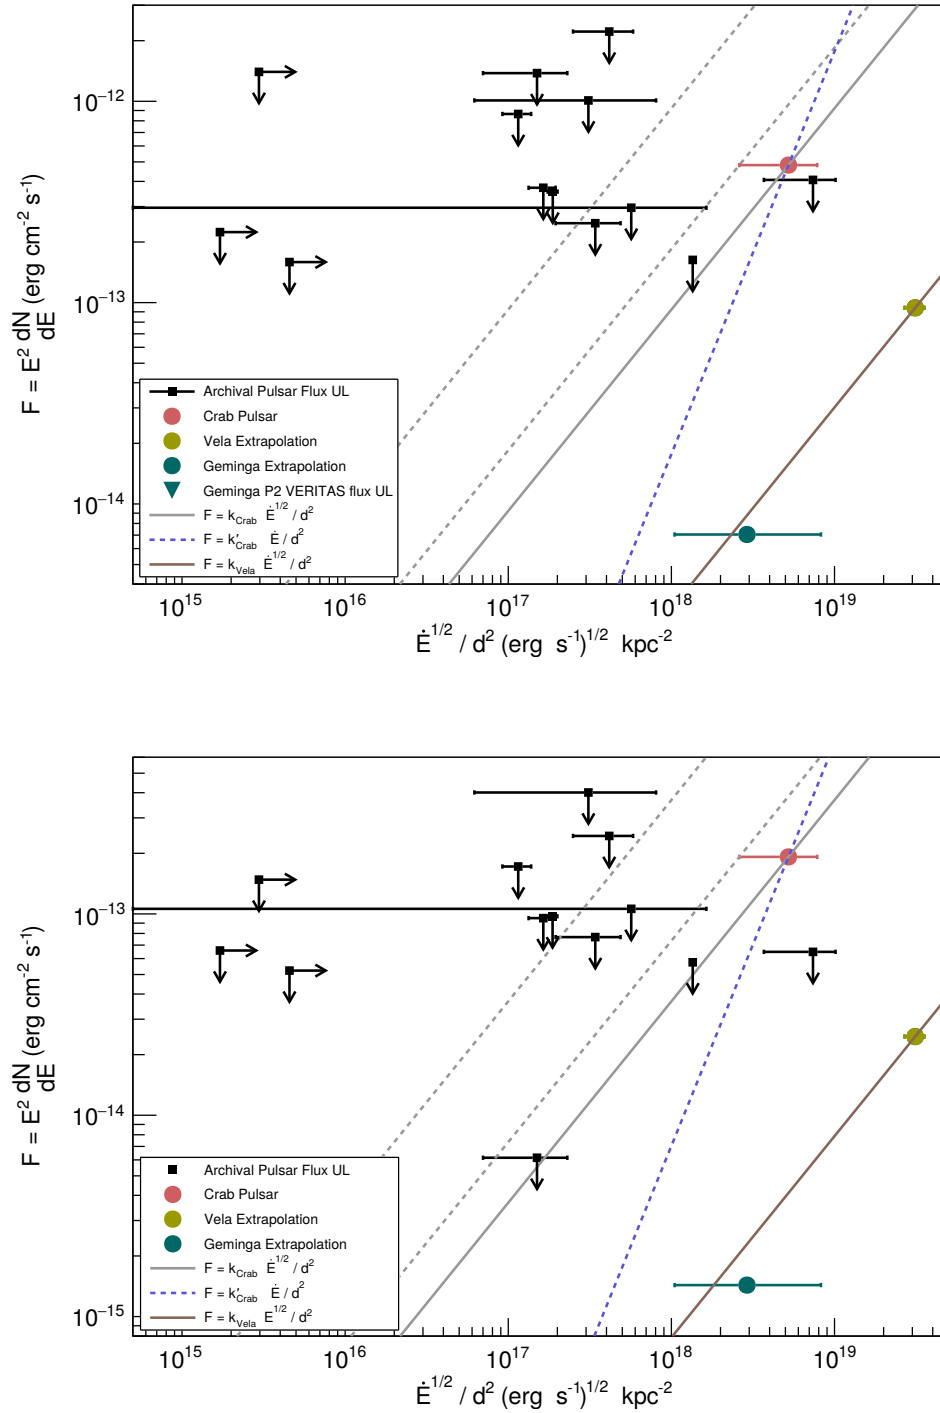 10⁻¹²
10⁻¹³
10⁻¹⁴
F = E² dN/dE (erg cm⁻² s⁻¹)
Archival Pulsar Flux UL
Crab Pulsar
Vela Extrapolation
Geminga Extrapolation
Geminga P2 VERITAS flux UL
F = k_Crab Ė^1/2 / d²
F = k'_Crab Ė / d²
F = k_Vela Ė^1/2 / d²
10¹⁵ 10¹⁶ 10¹⁷ 10¹⁸ 10¹⁹
Ė^1/2 / d² (erg s⁻¹)^1/2 kpc⁻²
10⁻¹³
10⁻¹⁴
10⁻¹⁵
F = E² dN/dE (erg cm⁻² s⁻¹)
Archival Pulsar Flux UL
Crab Pulsar
Vela Extrapolation
Geminga Extrapolation
F = k_Crab Ė^1/2 / d²
F = k'_Crab Ė / d²
F = k_Vela E^1/2 / d²
10¹⁵ 10¹⁶ 10¹⁷ 10¹⁸ 10¹⁹
Ė^1/2 / d² (erg s⁻¹)^1/2 kpc⁻²